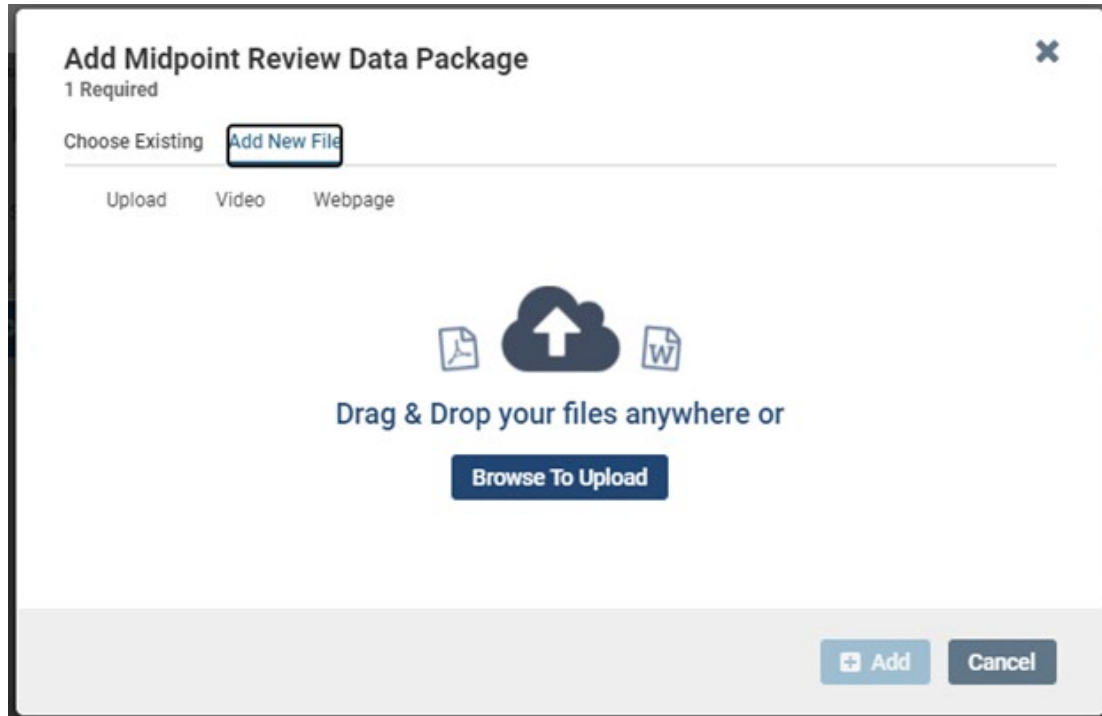 Add Midpoint Review Data Package
1 Required
Choose Existing Add New File
Upload Video Webpage
W
Drag & Drop your files anywhere or
Browse To Upload
Add Cancel